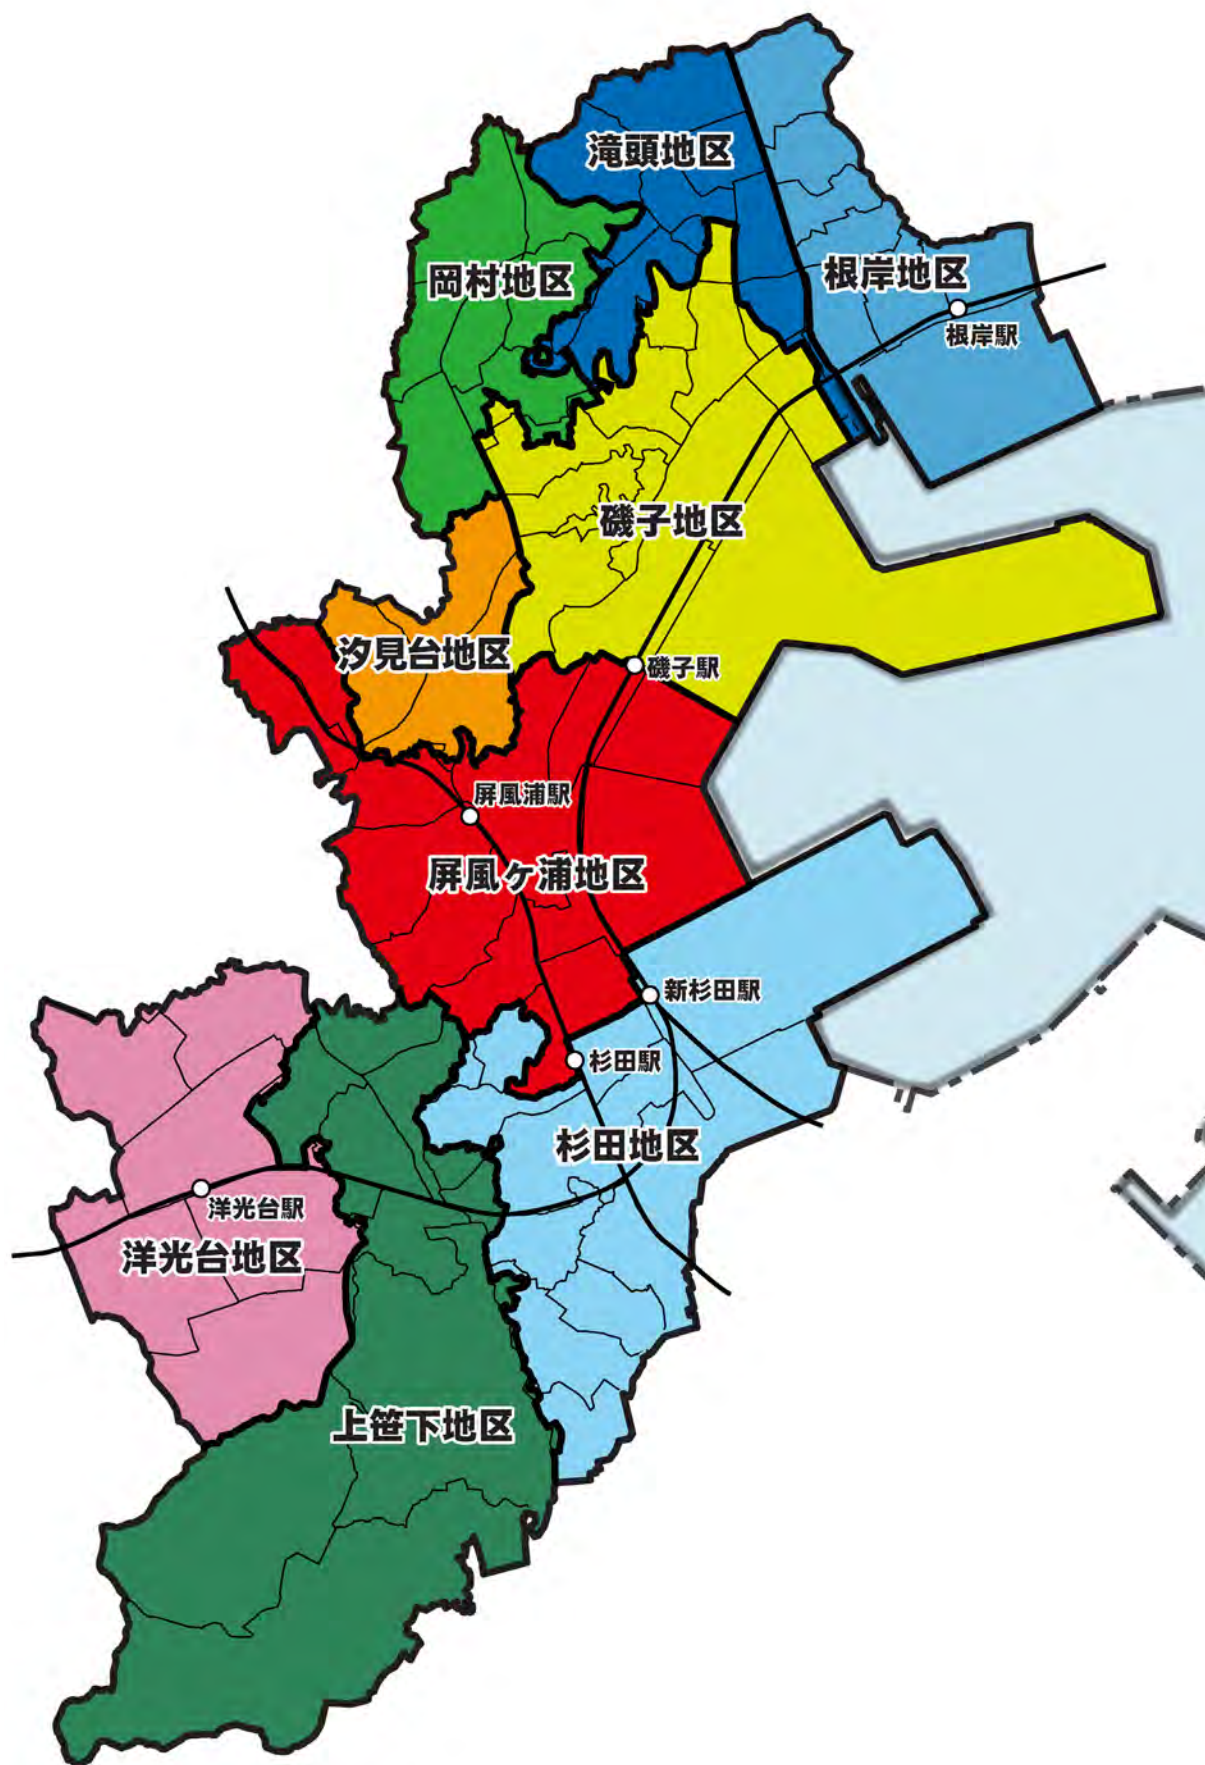 滝頭地区
岡村地区
根岸地区
根岸駅
磯子地区
汐見台地区
磯子駅
屏風浦駅
屏風ヶ浦地区
新杉田駅
杉田駅
杉田地区
洋光台駅
洋光台地区
上笹下地区